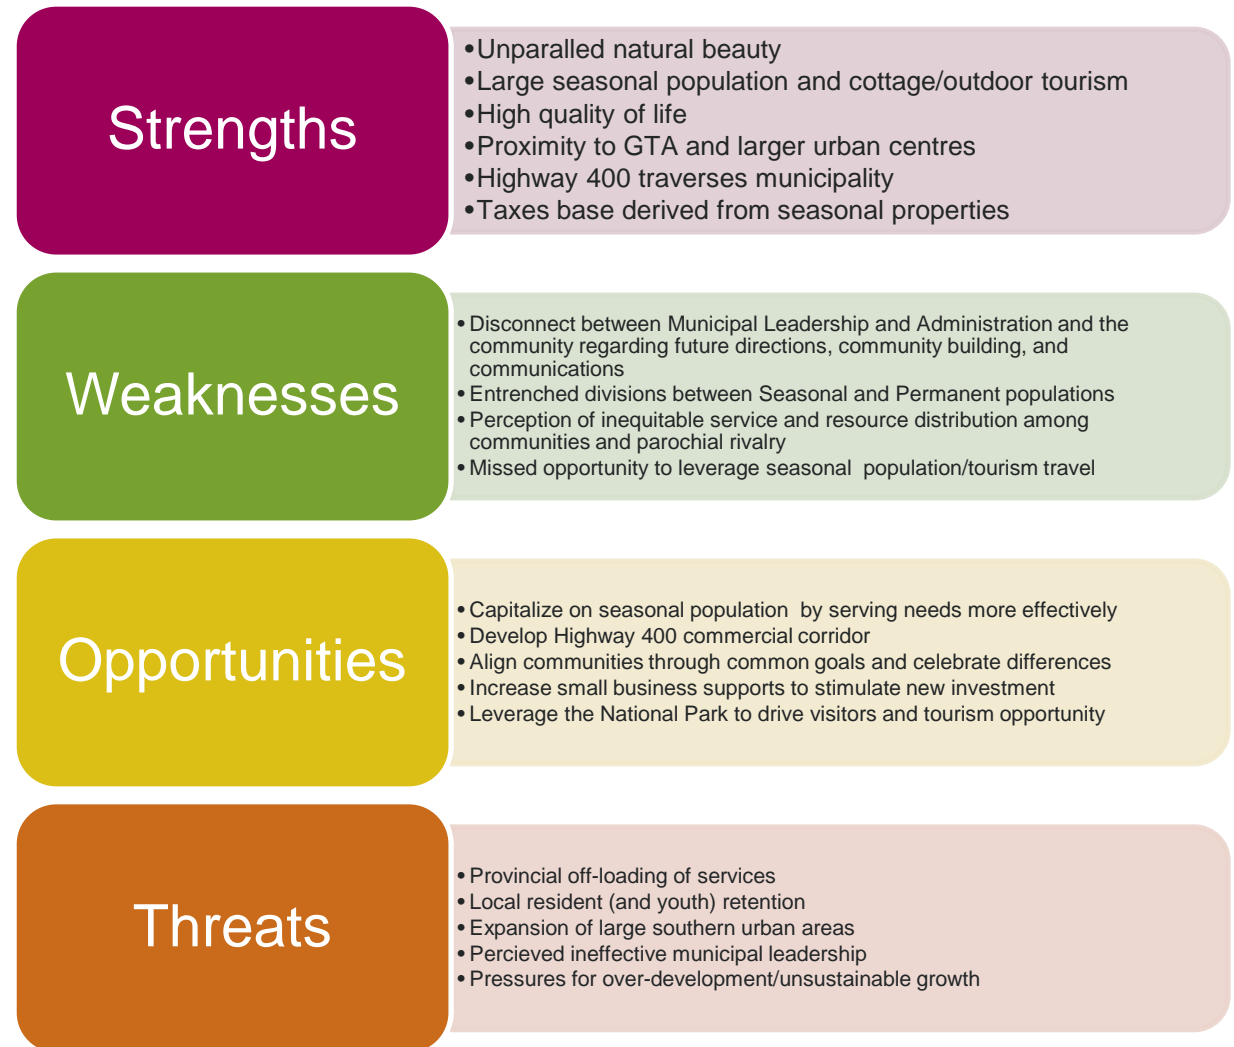 Strengths
•Unparalled natural beauty
•Large seasonal population and cottage/outdoor tourism
•High quality of life
•Proximity to GTA and larger urban centres
•Highway 400 traverses municipality
•Taxes base derived from seasonal properties
Weaknesses
•Disconnect between Municipal Leadership and Administration and the
community regarding future directions, community building, and
communications
•Entrenched divisions between Seasonal and Permanent populations
•Perception of inequitable service and resource distribution among
communities and parochial rivalry
•Missed opportunity to leverage seasonal  population/tourism travel
Opportunities
•Capitalize on seasonal population  by serving needs more effectively
•Develop Highway 400 commercial corridor
•Align communities through common goals and celebrate differences
•Increase small business supports to stimulate new investment
•Leverage the National Park to drive visitors and tourism opportunity
Threats
•Provincial off-loading of services
•Local resident (and youth) retention
•Expansion of large southern urban areas
•Percieved ineffective municipal leadership
•Pressures for over-development/unsustainable growth